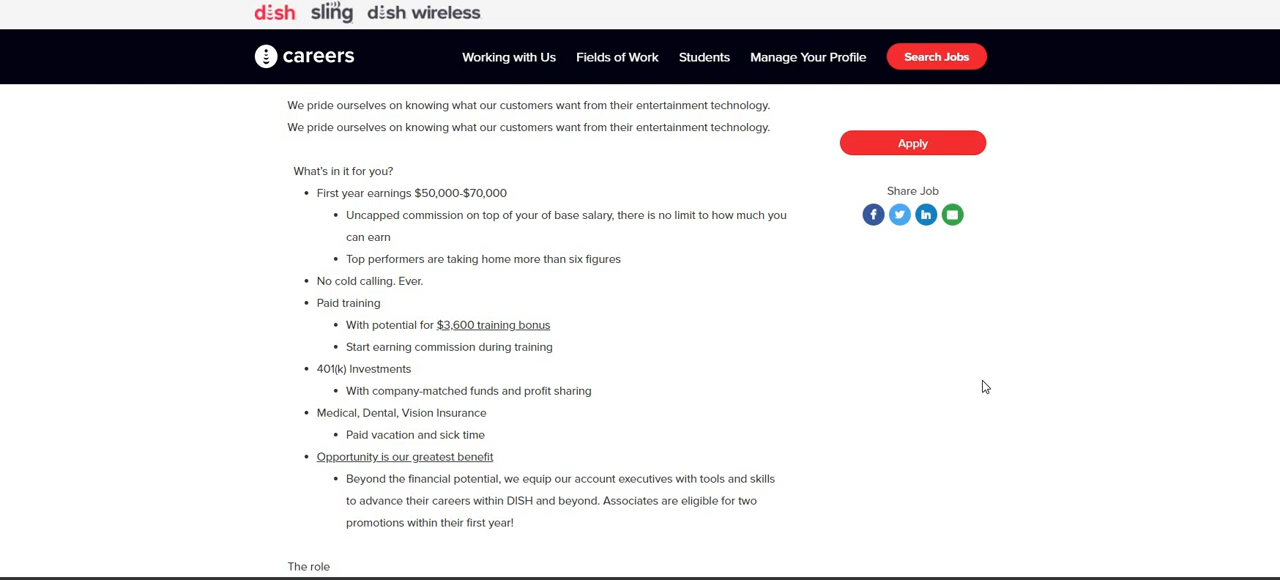 dish sling dish wireless
careers Working with Us Fields of Work Students Manage Your Profile Search Jobs
We pride ourselves on knowing what our customers want from their entertainment technology.
We pride ourselves on knowing what our customers want from their entertainment technology.
Apply
What's in it for you?
Share Job
• First year earnings $50,000-$70,000
• Uncapped commission on top of your of base salary, there is no limit to how much you
can earn
• Top performers are taking home more than six figures
• No cold calling. Ever.
• Paid training
• With potential for $3,600 training bonus
• Start earning commission during training
• 401(k) Investments
• With company-matched funds and profit sharing
• Medical, Dental, Vision Insurance
• Paid vacation and sick time
• Opportunity is our greatest benefit
• Beyond the financial potential, we equip our account executives with tools and skills
to advance their careers within DISH and beyond. Associates are eligible for two
promotions within their first year!
The role